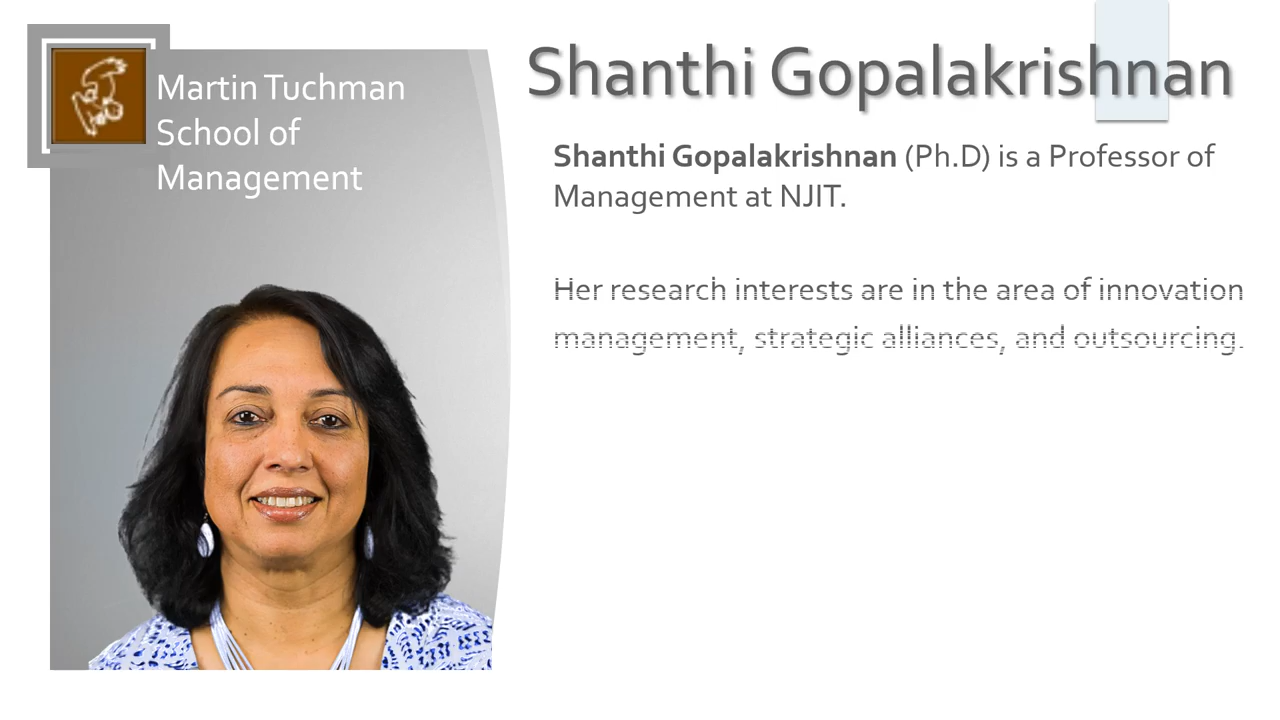 Martin Tuchman
School of
Management
Shanthi Gopalakrishnan
Shanthi Gopalakrishnan (Ph.D) is a Professor of
Management at NJIT.
Her research interests are in the area of innovation
management, strategic alliances, and outsourcing.